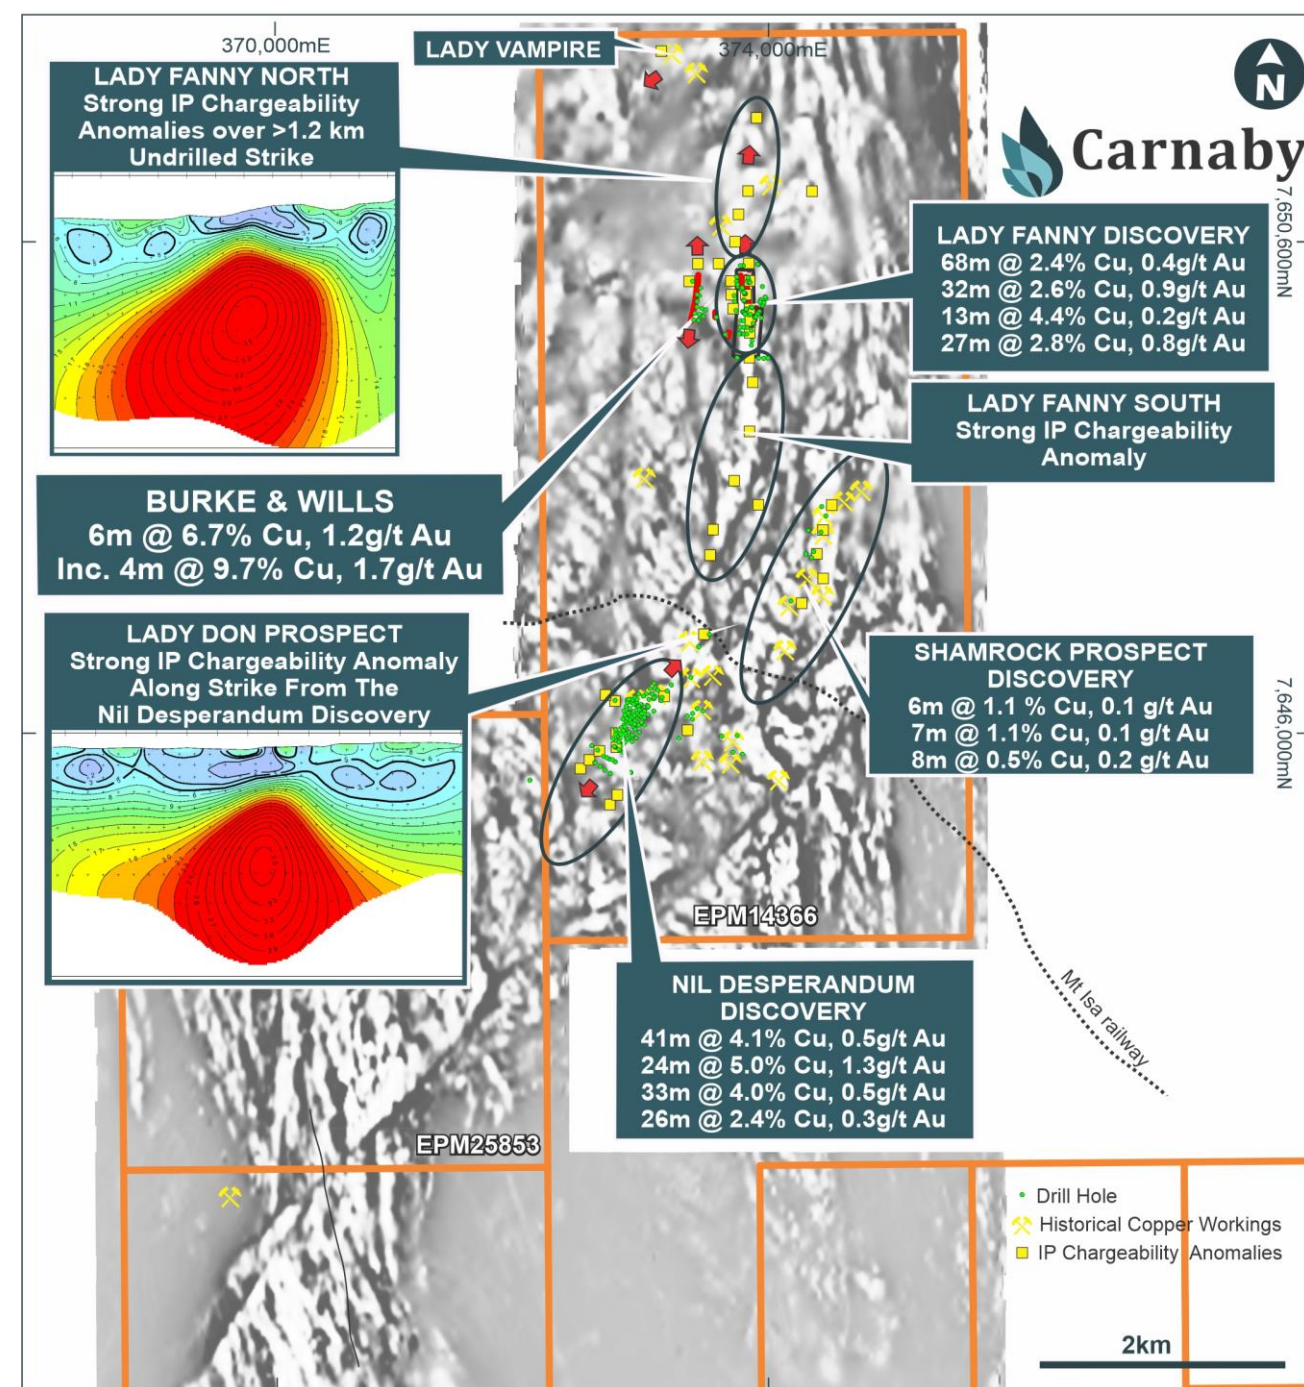 370,000mE
374,000mE
LADY VAMPIRE
N
Carnaby
LADY FANNY NORTH
Strong IP Chargeability
Anomalies over >1.2 km
Undrilled Strike
7,650,600mN
LADY FANNY DISCOVERY
68m @ 2.4% Cu, 0.4g/t Au
32m @ 2.6% Cu, 0.9g/t Au
13m @ 4.4% Cu, 0.2g/t Au
27m @ 2.8% Cu, 0.8g/t Au
LADY FANNY SOUTH
Strong IP Chargeability
Anomaly
BURKE & WILLS
6m @ 6.7% Cu, 1.2g/t Au
Inc. 4m @ 9.7% Cu, 1.7g/t Au
LADY DON PROSPECT
Strong IP Chargeability Anomaly
Along Strike From The
Nil Desperandum Discovery
SHAMROCK PROSPECT
DISCOVERY
6m @ 1.1 % Cu, 0.1 g/t Au
7m @ 1.1% Cu, 0.1 g/t Au
8m @ 0.5% Cu, 0.2 g/t Au
7,646,000mN
EPM14366
NIL DESPERANDUM
DISCOVERY
41m @ 4.1% Cu, 0.5g/t Au
24m @ 5.0% Cu, 1.3g/t Au
33m @ 4.0% Cu, 0.5g/t Au
26m @ 2.4% Cu, 0.3g/t Au
Mt Isa railway
EPM25853
Drill Hole
Historical Copper Workings
IP Chargeability Anomalies
2km